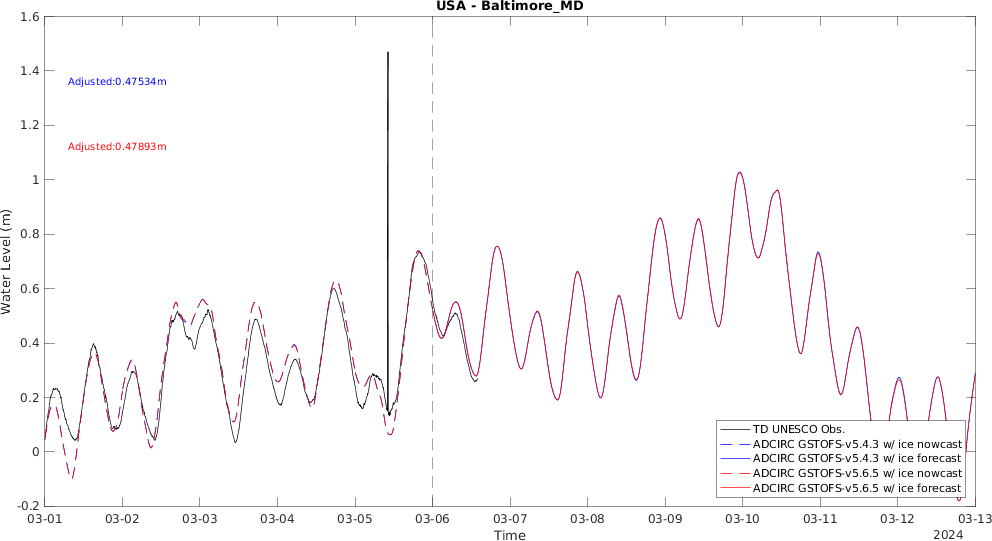 USA - Baltimore_MD
1.6
1.4
1.2
1
0.8
0.6
0.4
0.2
0
-0.2
Water Level (m)
Adjusted:0.47534m
Adjusted:0.47893m
TD UNESCO Obs.
ADCIRC GSTOFS-v5.4.3 w/ ice nowcast
ADCIRC GSTOFS-v5.4.3 w/ ice forecast
ADCIRC GSTOFS-v5.6.5 w/ ice nowcast
ADCIRC GSTOFS-v5.6.5 w/ ice forecast
03-01 03-02 03-03 03-04 03-05 03-06 03-07 03-08 03-09 03-10 03-11 03-12 03-13
Time
2024